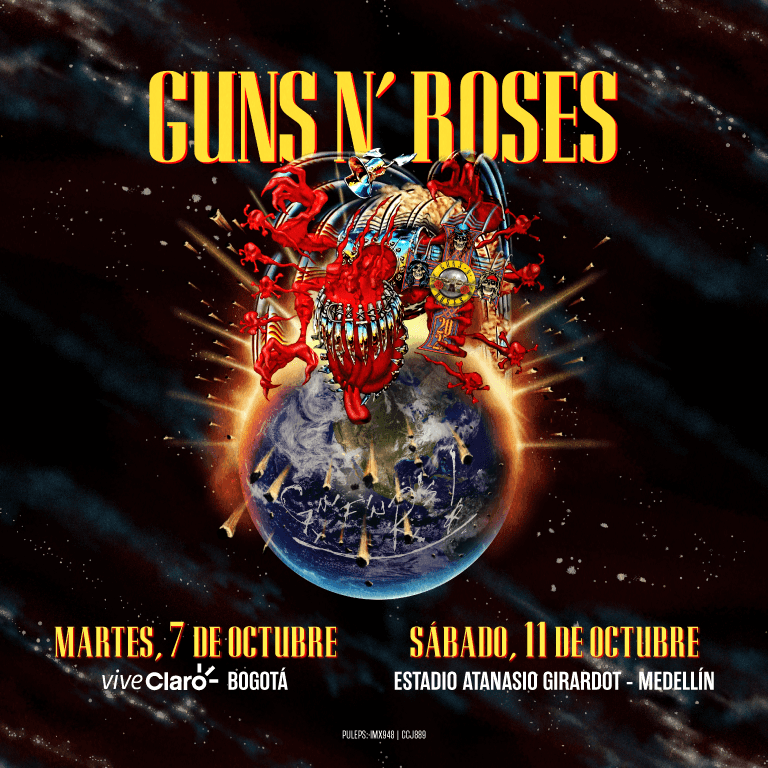 GUNS N' ROSES
MARTES, 7 DE OCTUBRE
vive Claro BOGOTÁ
SÁBADO, 11 DE OCTUBRE
ESTADIO ATANASIO GIRARDOT - MEDELLÍN
PULEPS:-IMX948 | GCJ889